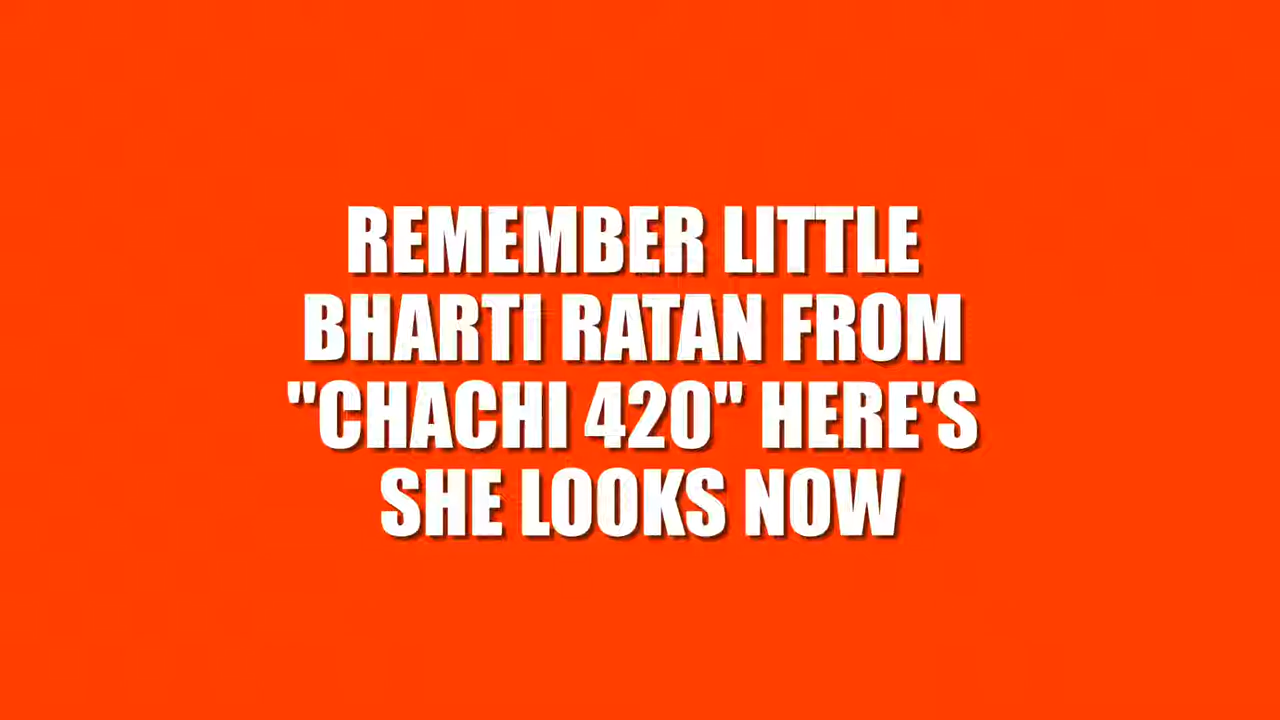 REMEMBER LITTLE
BHARTI RATAN FROM
"CHACHI 420" HERE'S
SHE LOOKS NOW